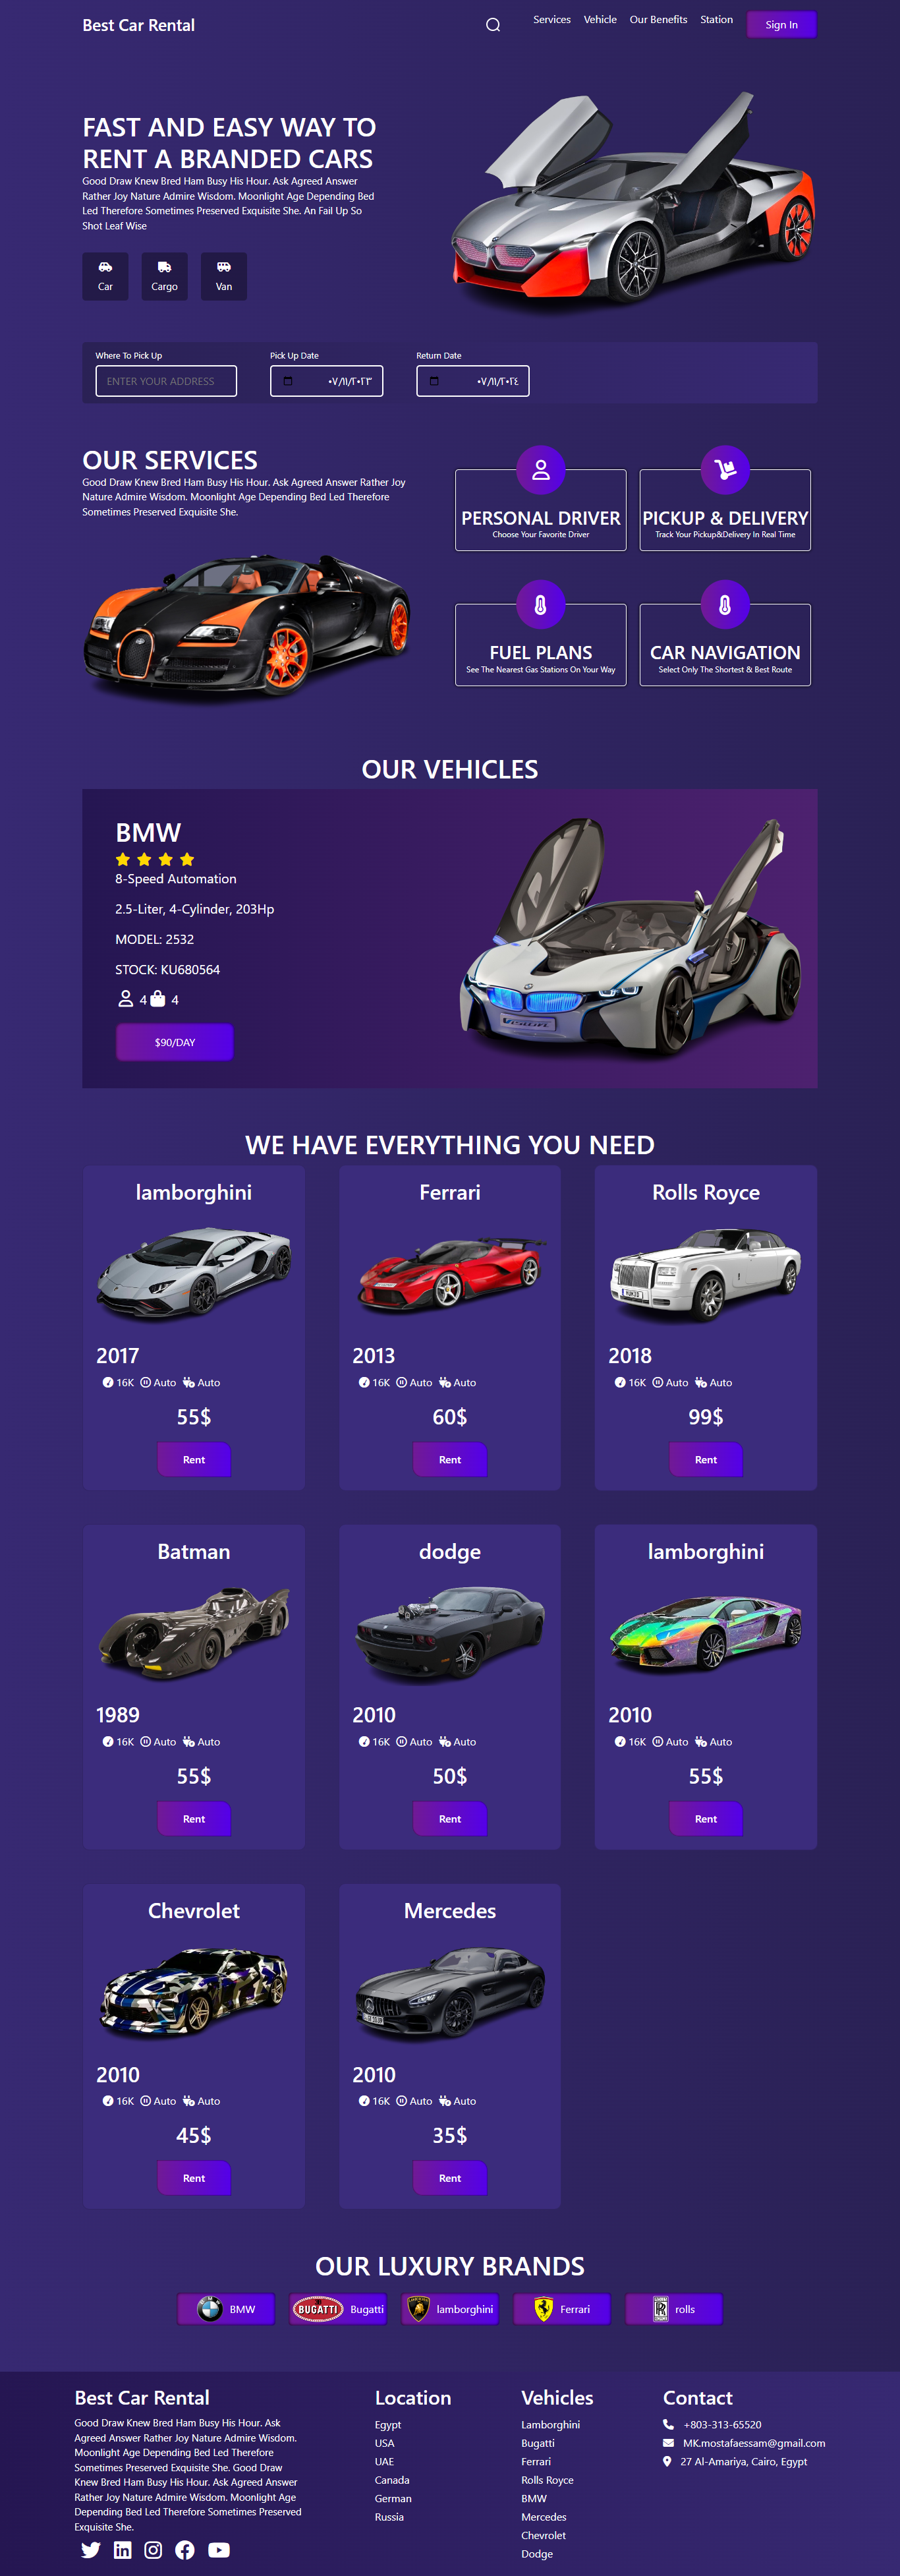 Best Car Rental
Services Vehicle Our Benefits Station Sign In
FAST AND EASY WAY TO
RENT A BRANDED CARS
Good Draw Knew Bred Ham Busy His Hour. Ask Agreed Answer
Rather Joy Nature Admire Wisdom. Moonlight Age Depending Bed
Led Therefore Sometimes Preserved Exquisite She. An Fail Up So
Shot Leaf Wise
Car Cargo Van
Where To Pick Up Pick Up Date Return Date
ENTER YOUR ADDRESS ٠٧/١١/٢٠٢٣ ٠٧/١١/٢٠٢٤
OUR SERVICES
Good Draw Knew Bred Ham Busy His Hour. Ask Agreed Answer Rather Joy
Nature Admire Wisdom. Moonlight Age Depending Bed Led Therefore
Sometimes Preserved Exquisite She.
PERSONAL DRIVER
Choose Your Favorite Driver
PICKUP & DELIVERY
Track Your Pickup&Delivery In Real Time
FUEL PLANS
See The Nearest Gas Stations On Your Way
CAR NAVIGATION
Select Only The Shortest & Best Route
OUR VEHICLES
BMW
8-Speed Automation
2.5-Liter, 4-Cylinder, 203Hp
MODEL: 2532
STOCK: KU680564
4 4
$90/DAY
WE HAVE EVERYTHING YOU NEED
lamborghini
2017
16K Auto Auto
55$
Rent
Ferrari
2013
16K Auto Auto
60$
Rent
Rolls Royce
2018
16K Auto Auto
99$
Rent
Batman
1989
16K Auto Auto
55$
Rent
dodge
2010
16K Auto Auto
50$
Rent
lamborghini
2010
16K Auto Auto
55$
Rent
Chevrolet
2010
16K Auto Auto
45$
Rent
Mercedes
2010
16K Auto Auto
35$
Rent
OUR LUXURY BRANDS
BMW
BUGATTI Bugatti
lamborghini
Ferrari
rolls
Best Car Rental
Good Draw Knew Bred Ham Busy His Hour. Ask
Agreed Answer Rather Joy Nature Admire Wisdom.
Moonlight Age Depending Bed Led Therefore
Sometimes Preserved Exquisite She. Good Draw
Knew Bred Ham Busy His Hour. Ask Agreed Answer
Rather Joy Nature Admire Wisdom. Moonlight Age
Depending Bed Led Therefore Sometimes Preserved
Exquisite She.
Location
Egypt
USA
UAE
Canada
German
Russia
Vehicles
Lamborghini
Bugatti
Ferrari
Rolls Royce
BMW
Mercedes
Chevrolet
Dodge
Contact
+803-313-65520
MK.mostafaessam@gmail.com
27 Al-Amariya, Cairo, Egypt